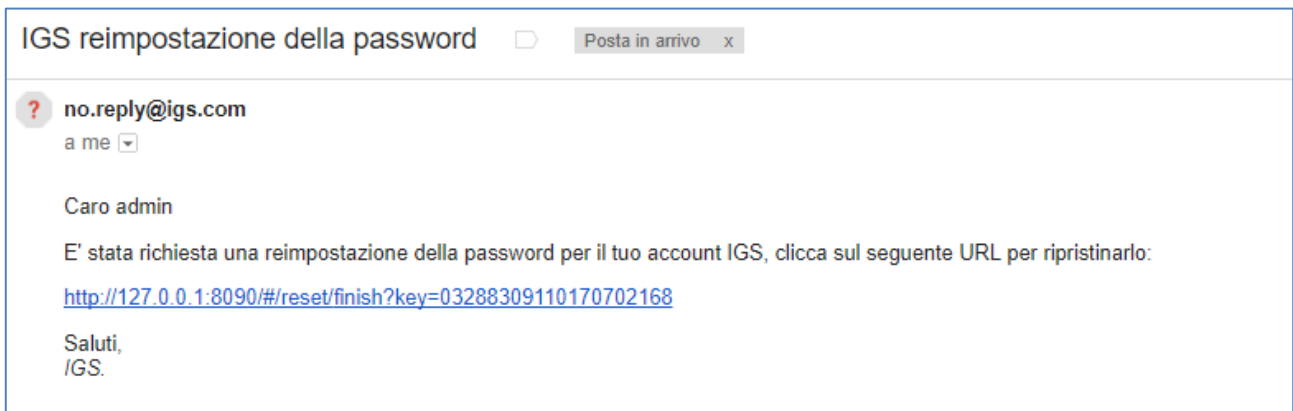 IGS reimpostazione della password Posta in arrivo x
? no.reply@igs.com
a me
Caro admin
E' stata richiesta una reimpostazione della password per il tuo account IGS, clicca sul seguente URL per ripristinarlo:
http://127.0.0.1:8090/#/reset/finish?key=03288309110170702168
Saluti,
IGS.